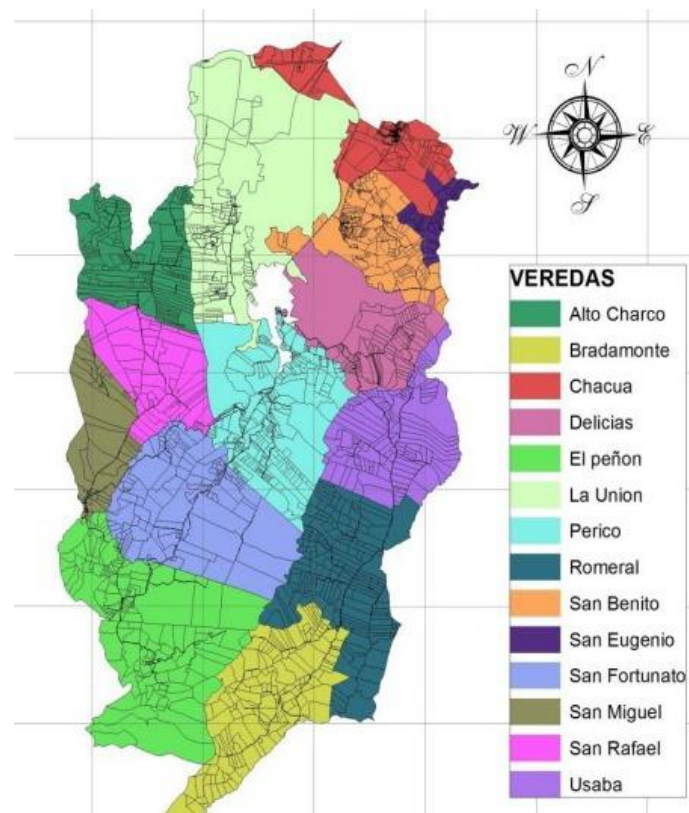 N
W E
S
VEREDAS
Alto Charco
Bradamonte
Chacua
Delicias
El peñon
La Union
Perico
Romeral
San Benito
San Eugenio
San Fortunato
San Miguel
San Rafael
Usaba